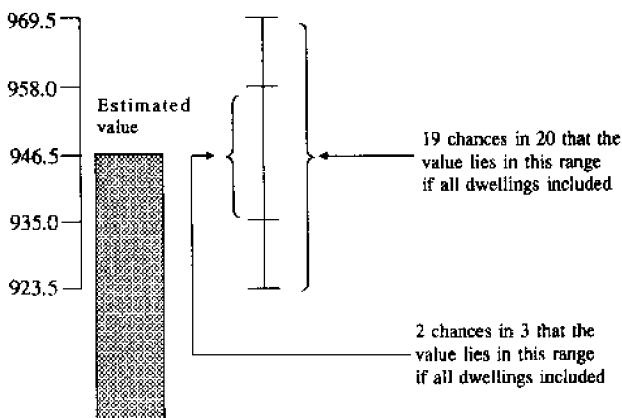 969.5
958.0
Estimated
value
946.5
935.0
923.5
19 chances in 20 that the
value lies in this range
if all dwellings included
2 chances in 3 that the
value lies in this range
if all dwellings included